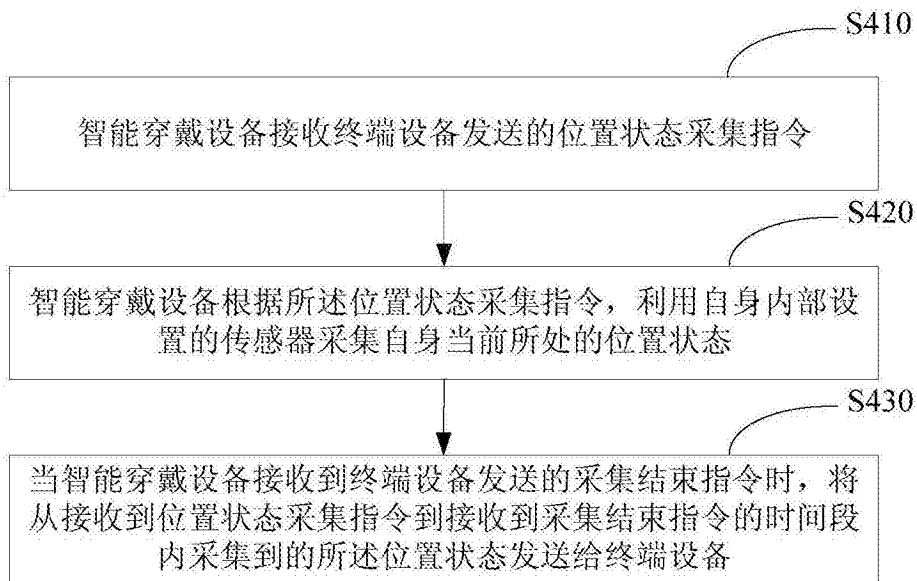 S410
智能穿戴设备接收终端设备发送的位置状态采集指令
S420
智能穿戴设备根据所述位置状态采集指令，利用自身内部设
置的传感器采集自身当前所处的位置状态
S430
当智能穿戴设备接收到终端设备发送的采集结束指令时，将
从接收到位置状态采集指令到接收到采集结束指令的时间段
内采集到的所述位置状态发送给终端设备